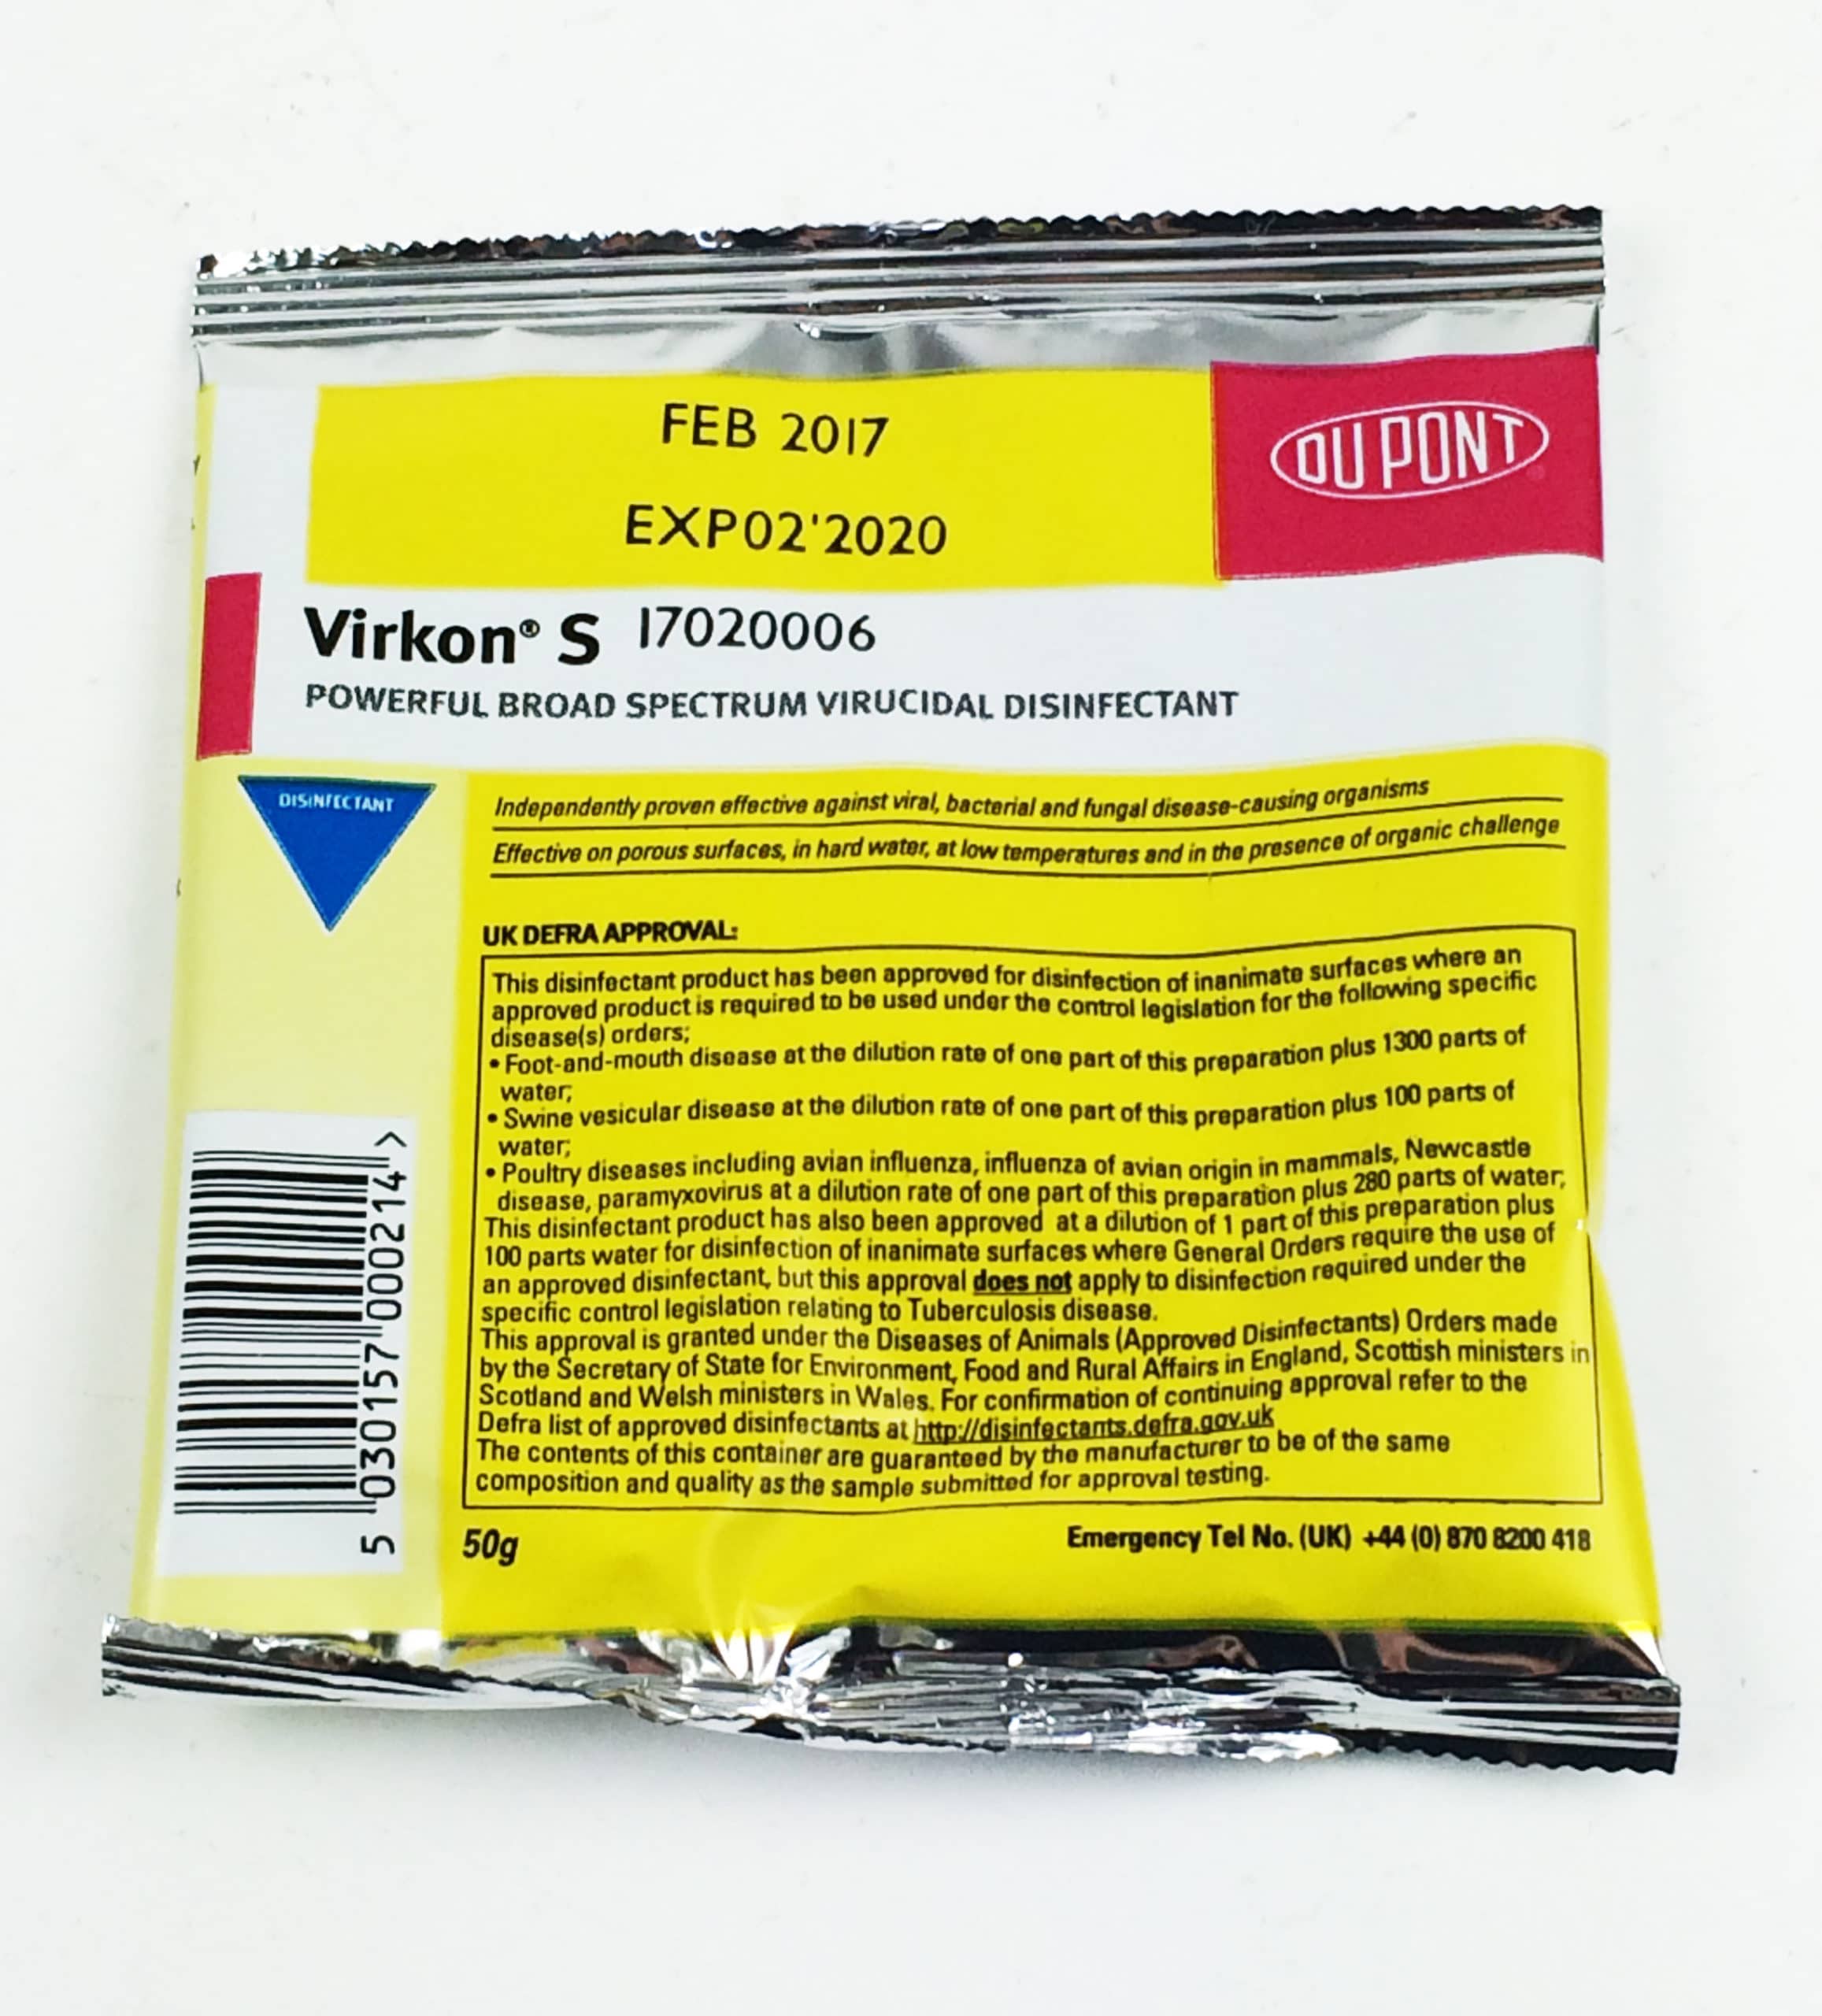 FEB 2017
EXP02'2020
DU PONT
Virkon® S 17020006
POWERFUL BROAD SPECTRUM VIRUCIDAL DISINFECTANT
DISINFECTANT
Independently proven effective against viral, bacterial and fungal disease-causing organisms
Effective on porous surfaces, in hard water, at low temperatures and in the presence of organic challenge
UK DEFRA APPROVAL:
This disinfectant product has been approved for disinfection of inanimate surfaces where an
approved product is required to be used under the control legislation for the following specific
disease(s) orders;
• Foot-and-mouth disease at the dilution rate of one part of this preparation plus 1300 parts of
water;
• Swine vesicular disease at the dilution rate of one part of this preparation plus 100 parts of
water;
• Poultry diseases including avian influenza, influenza of avian origin in mammals, Newcastle
disease, paramyxovirus at a dilution rate of one part of this preparation plus 280 parts of water;
This disinfectant product has also been approved at a dilution of 1 part of this preparation plus
100 parts water for disinfection of inanimate surfaces where General Orders require the use of
an approved disinfectant, but this approval does not apply to disinfection required under the
specific control legislation relating to Tuberculosis disease.
This approval is granted under the Diseases of Animals (Approved Disinfectants) Orders made
by the Secretary of State for Environment, Food and Rural Affairs in England, Scottish ministers in
Scotland and Welsh ministers in Wales. For confirmation of continuing approval refer to the
Defra list of approved disinfectants at http://disinfectants.defra.gov.uk
The contents of this container are guaranteed by the manufacturer to be of the same
composition and quality as the sample submitted for approval testing.
5 030157 000214 >
50g
Emergency Tel No. (UK) +44 (0) 870 8200 418